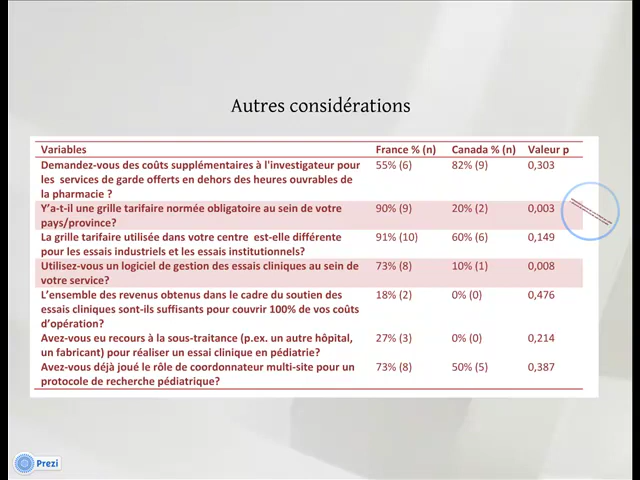 Autres considérations
Variables France % (n) Canada % (n) Valeur p
Demandez-vous des coûts supplémentaires à l'investigateur pour 55% (6) 82% (9) 0,303
les services de garde offerts en dehors des heures ouvrables de
la pharmacie ?
Y'a-t-il une grille tarifaire normée obligatoire au sein de votre 90% (9) 20% (2) 0,003
pays/province?
La grille tarifaire utilisée dans votre centre est-elle différente 91% (10) 60% (6) 0,149
pour les essais industriels et les essais institutionnels?
Utilisez-vous un logiciel de gestion des essais cliniques au sein de 73% (8) 10% (1) 0,008
votre service?
L'ensemble des revenus obtenus dans le cadre du soutien des 18% (2) 0% (0) 0,476
essais cliniques sont-ils suffisants pour couvrir 100% de vos coûts
d'opération?
Avez-vous eu recours à la sous-traitance (p.ex. un autre hôpital, 27% (3) 0% (0) 0,214
un fabricant) pour réaliser un essai clinique en pédiatrie?
Avez-vous déjà joué le rôle de coordonnateur multi-site pour un 73% (8) 50% (5) 0,387
protocole de recherche pédiatrique?
Prezi